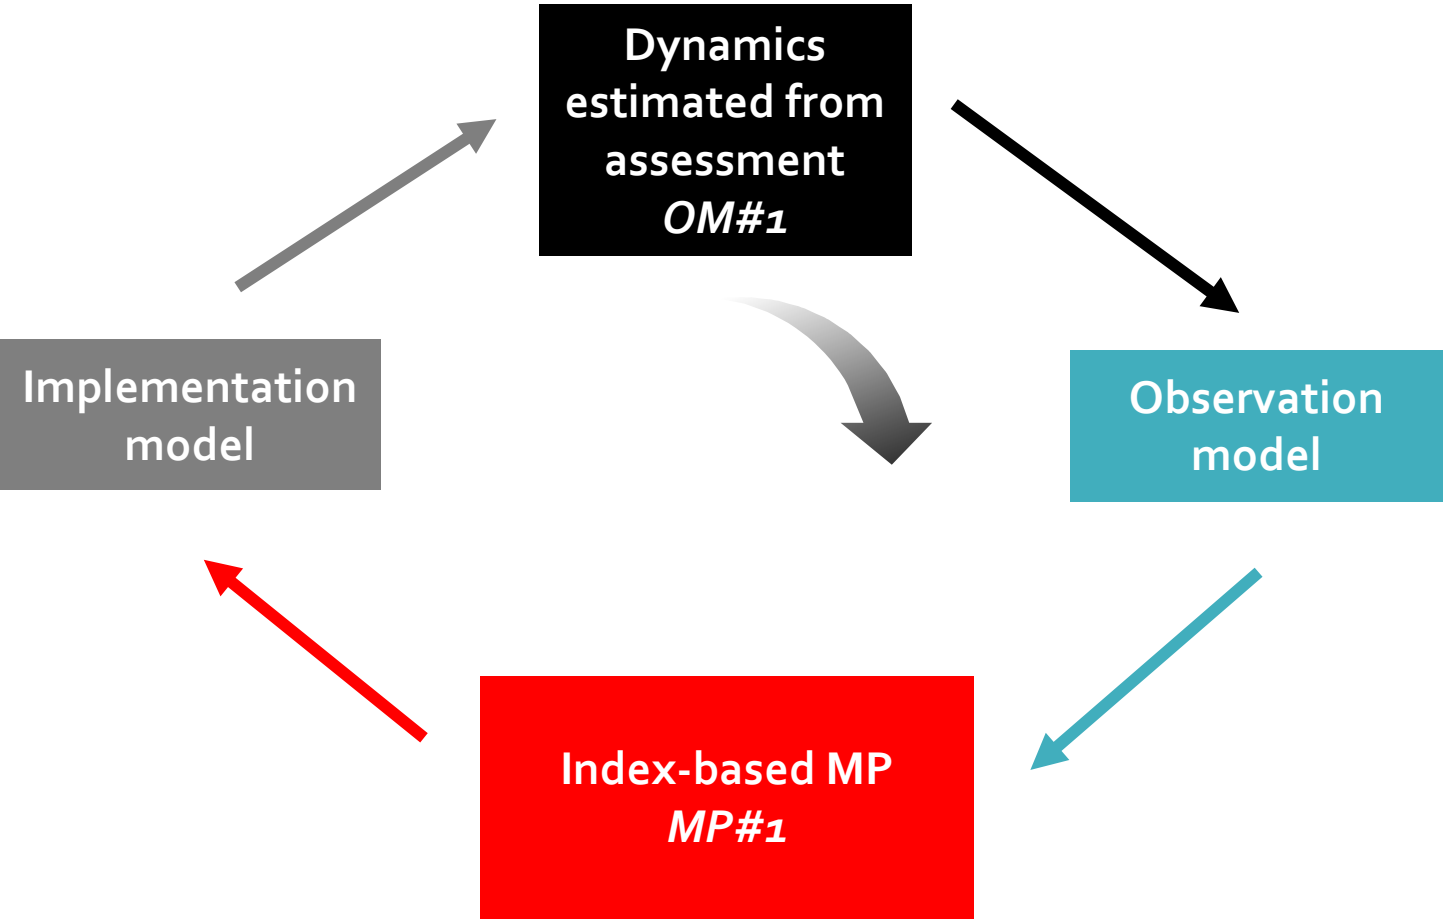 Dynamics
estimated from
assessment
OM#1
Implementation
model
Observation
model
Index-based MP
MP#1